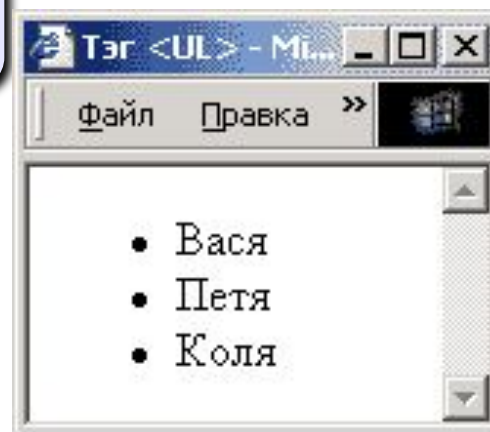 Тэг <UL> - Mi...
Файл Правка »
• Вася
• Петя
• Коля